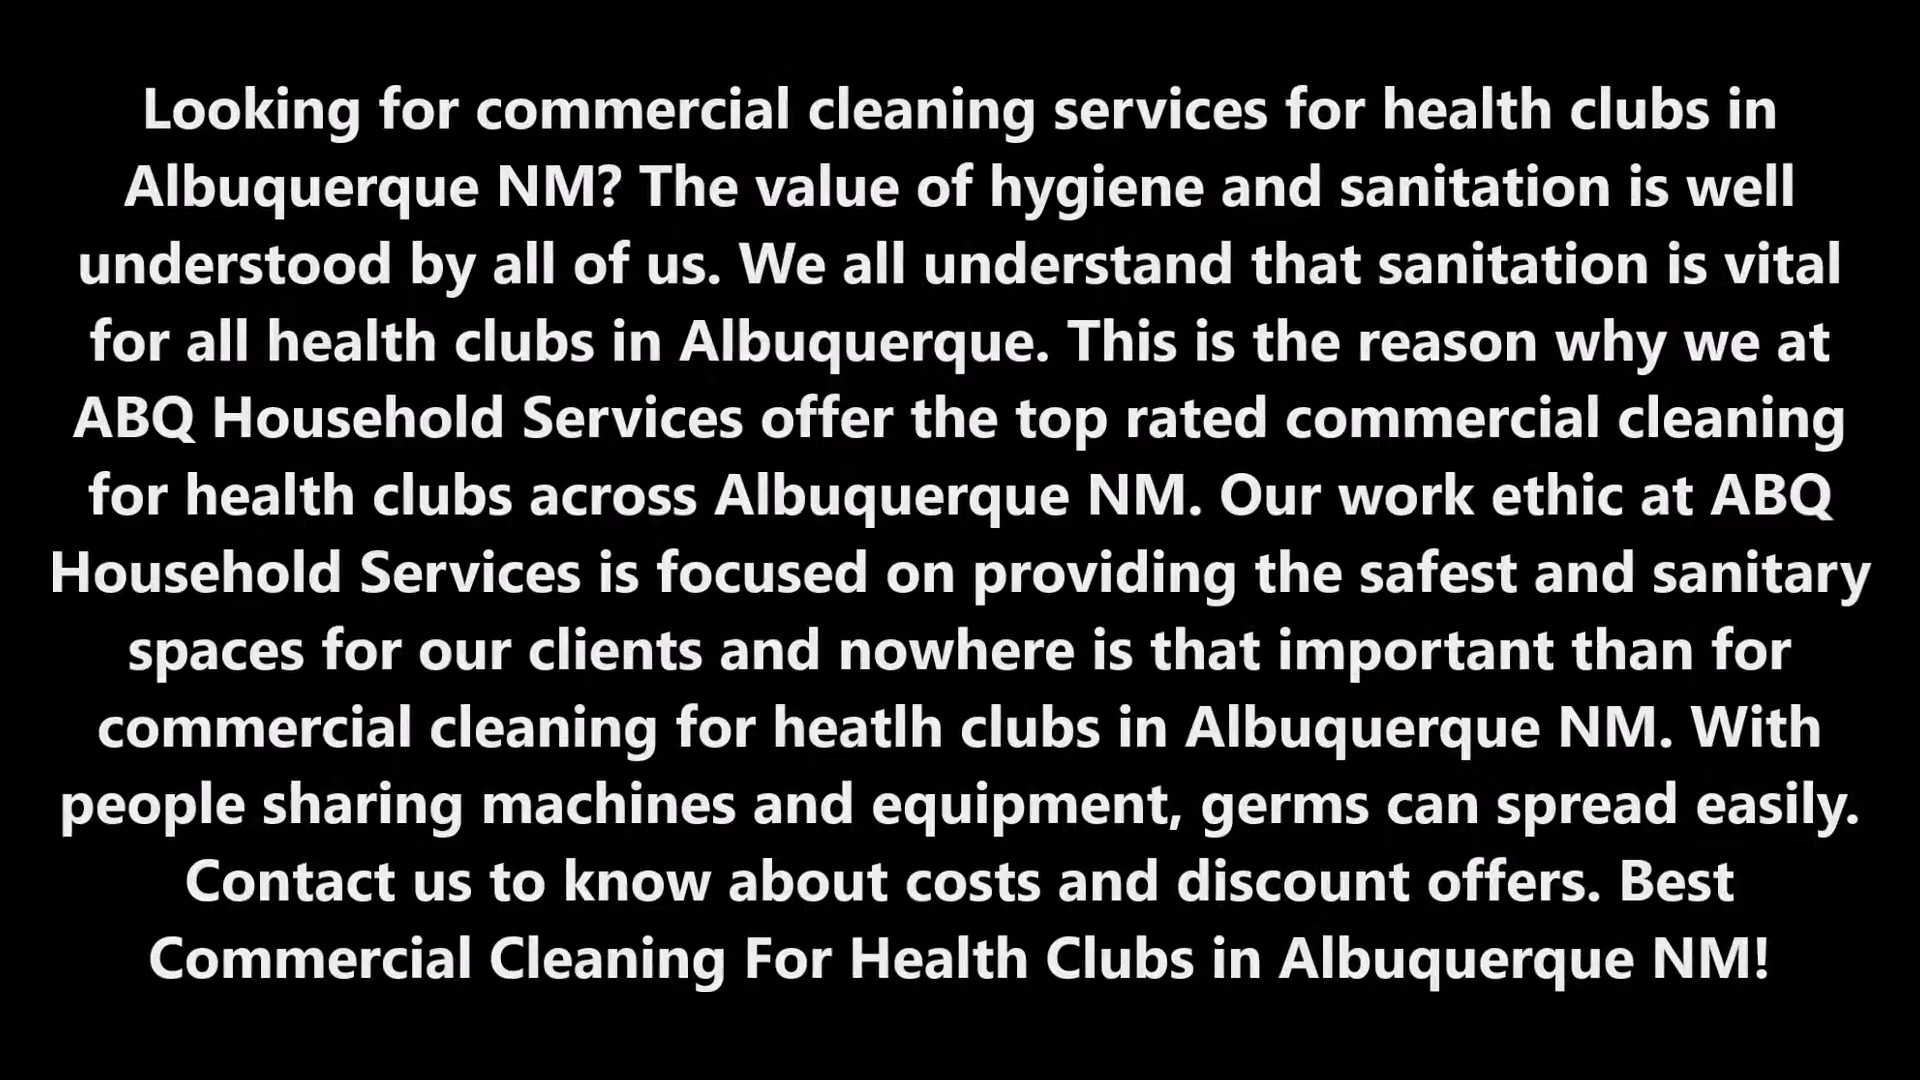 Looking for commercial cleaning services for health clubs in
Albuquerque NM? The value of hygiene and sanitation is well
understood by all of us. We all understand that sanitation is vital
for all health clubs in Albuquerque. This is the reason why we at
ABQ Household Services offer the top rated commercial cleaning
for health clubs across Albuquerque NM. Our work ethic at ABQ
Household Services is focused on providing the safest and sanitary
spaces for our clients and nowhere is that important than for
commercial cleaning for heatlh clubs in Albuquerque NM. With
people sharing machines and equipment, germs can spread easily.
Contact us to know about costs and discount offers. Best
Commercial Cleaning For Health Clubs in Albuquerque NM!